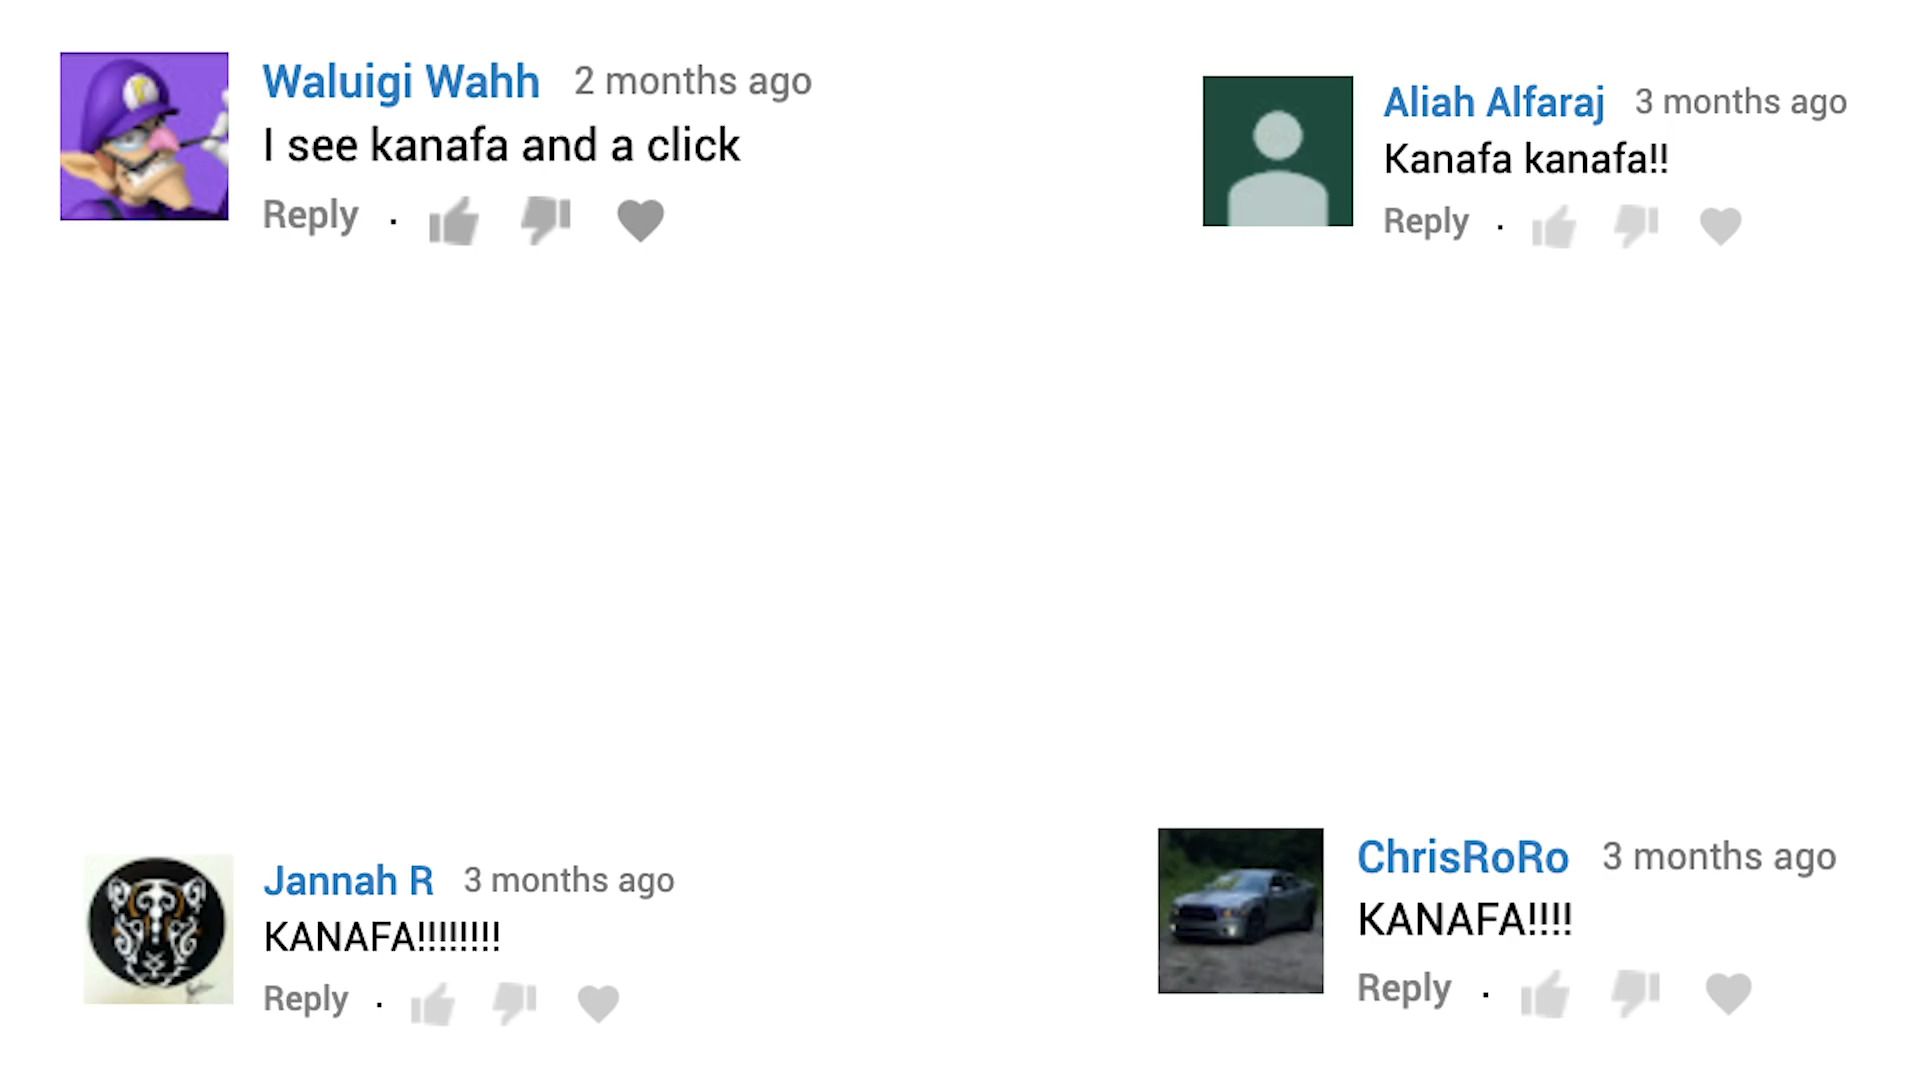 Waluigi Wahh 2 months ago
I see kanafa and a click
Reply .
Aliah Alfaraj 3 months ago
Kanafa kanafa!!
Reply .
Jannah R 3 months ago
KANAFA!!!!!!!!
Reply .
ChrisRoRo 3 months ago
KANAFA!!!!
Reply .